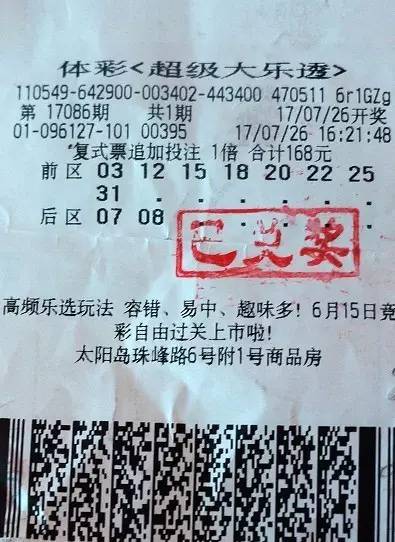 体彩<超级大乐透>
110549-642900-003402-443400 470511 6r1GZg
第 17086期 共1期 17/07/26开奖
01-096127-101 00395 17/07/26 16:21:48
复式票追加投注 1倍 合计168元
前区 03 12 15 18 20 22 25
31 . . . . . .
后区 07 08 . . . . .
已兑奖
高频乐选玩法 容错、易中、趣味多! 6月15日竞
彩自由过关上市啦!
太阳岛珠峰路6号附1号商品房